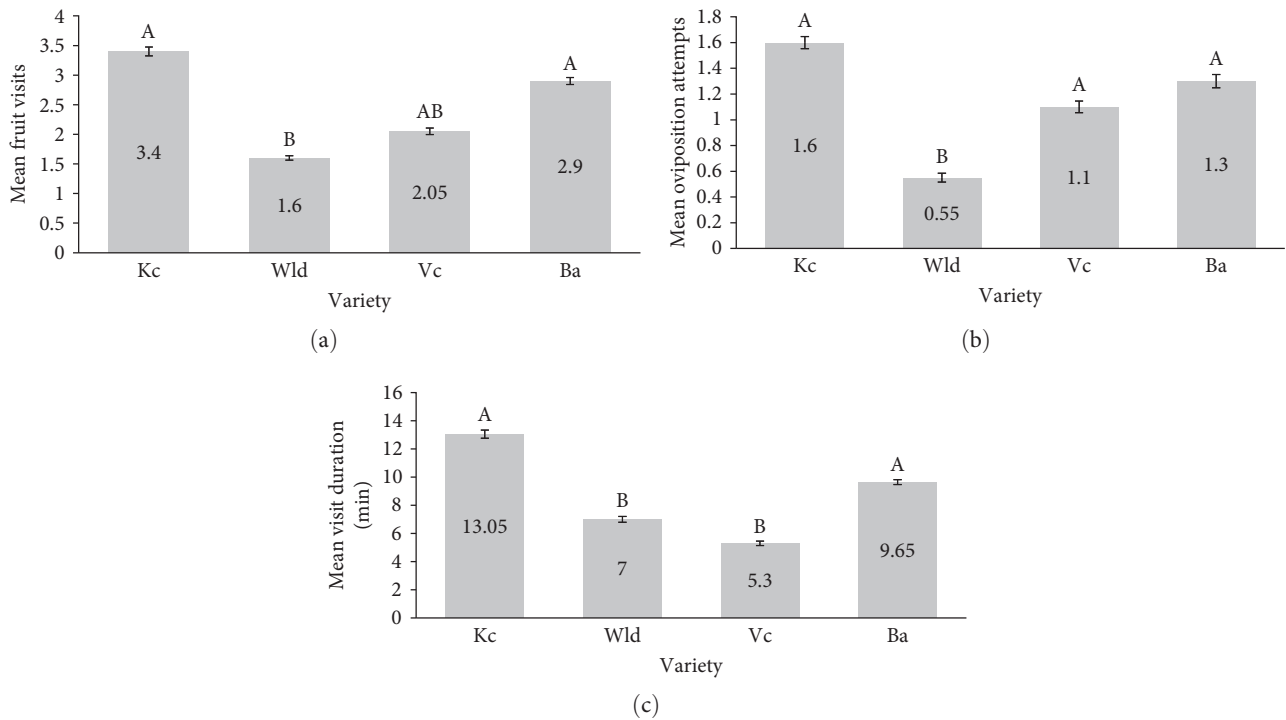 4
3.5
3
2.5
2
1.5
1
0.5
0
Mean fruit visits
A
B
AB
A
3.4
1.6
2.05
2.9
Kc Wld Vc Ba
Variety
(a)
1.8
1.6
1.4
1.2
1
0.8
0.6
0.4
0.2
0
Mean oviposition attempts
A
B
A
A
1.6
0.55
1.1
1.3
Kc Wld Vc Ba
Variety
(b)
16
14
12
10
8
6
4
2
0
Mean visit duration
(min)
A
B
B
A
13.05
7
5.3
9.65
Kc Wld Vc Ba
Variety
(c)